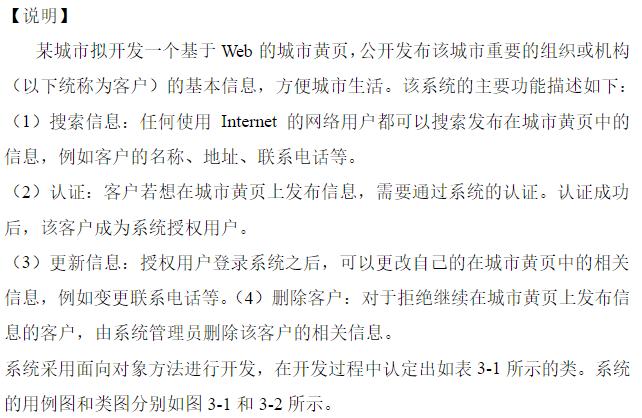 【说明】
某城市拟开发一个基于 Web 的城市黄页，公开发布该城市重要的组织或机构
（以下统称为客户）的基本信息，方便城市生活。该系统的主要功能描述如下：
（1）搜索信息：任何使用 Internet 的网络用户都可以搜索发布在城市黄页中的
信息，例如客户的名称、地址、联系电话等。
（2）认证：客户若想在城市黄页上发布信息，需要通过系统的认证。认证成功
后，该客户成为系统授权用户。
（3）更新信息：授权用户登录系统之后，可以更改自己的在城市黄页中的相关
信息，例如变更联系电话等。（4）删除客户：对于拒绝继续在城市黄页上发布信
息的客户，由系统管理员删除该客户的相关信息。
系统采用面向对象方法进行开发，在开发过程中认定出如表 3-1 所示的类。系统
的用例图和类图分别如图 3-1 和 3-2 所示。